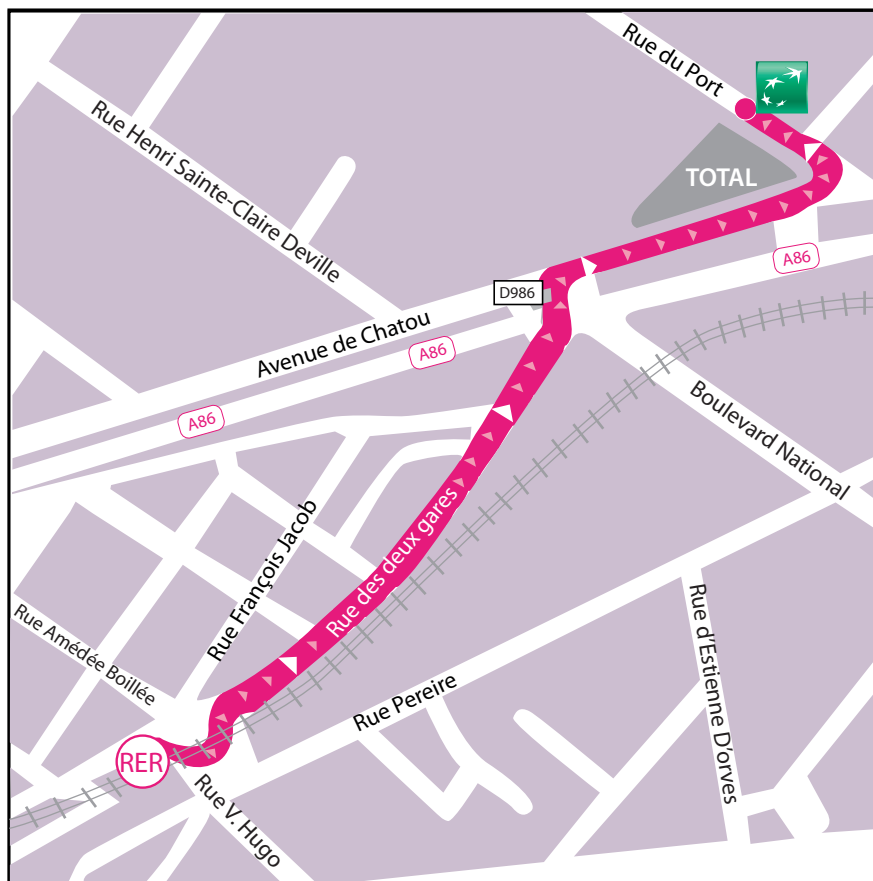 Rue du Port
Rue Henri Sainte-Claire Deville
TOTAL
A86
D986
Avenue de Chatou
A86
A86
Boulevard National
Rue des deux gares
Rue François Jacob
Rue d'Estienne D'orves
Rue Amédée Boillée
Rue Pereire
RER
Rue V. Hugo